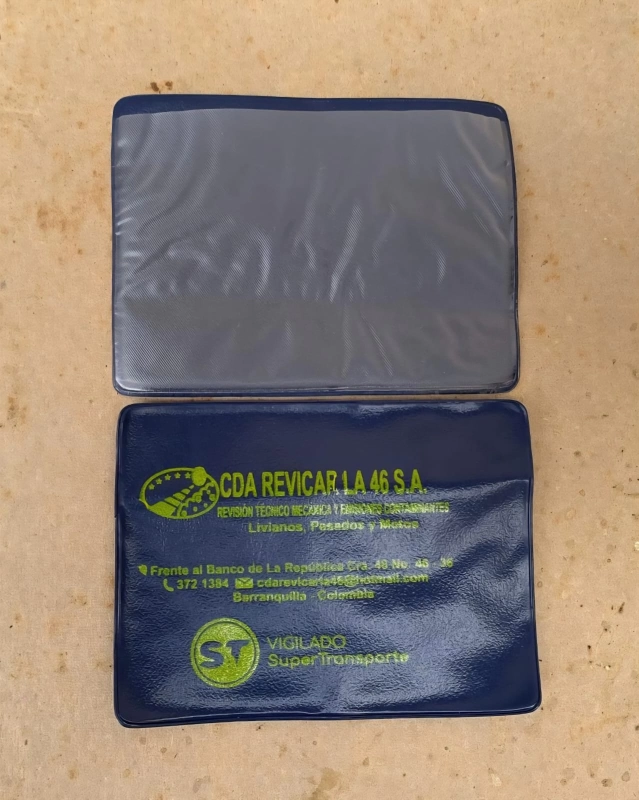 CDA REVICAR LA 46 S.A.
REVISIÓN TÉCNICO MECÁNICA Y EMISIONES CONTAMINANTES
Livianos, Pesados y Motos
Frente al Banco de La República Cra. 46 No. 46 - 36
372 1384 cdarevicarla46@hotmail.com
Barranquilla - Colombia
ST
VIGILADO
SuperTransporte